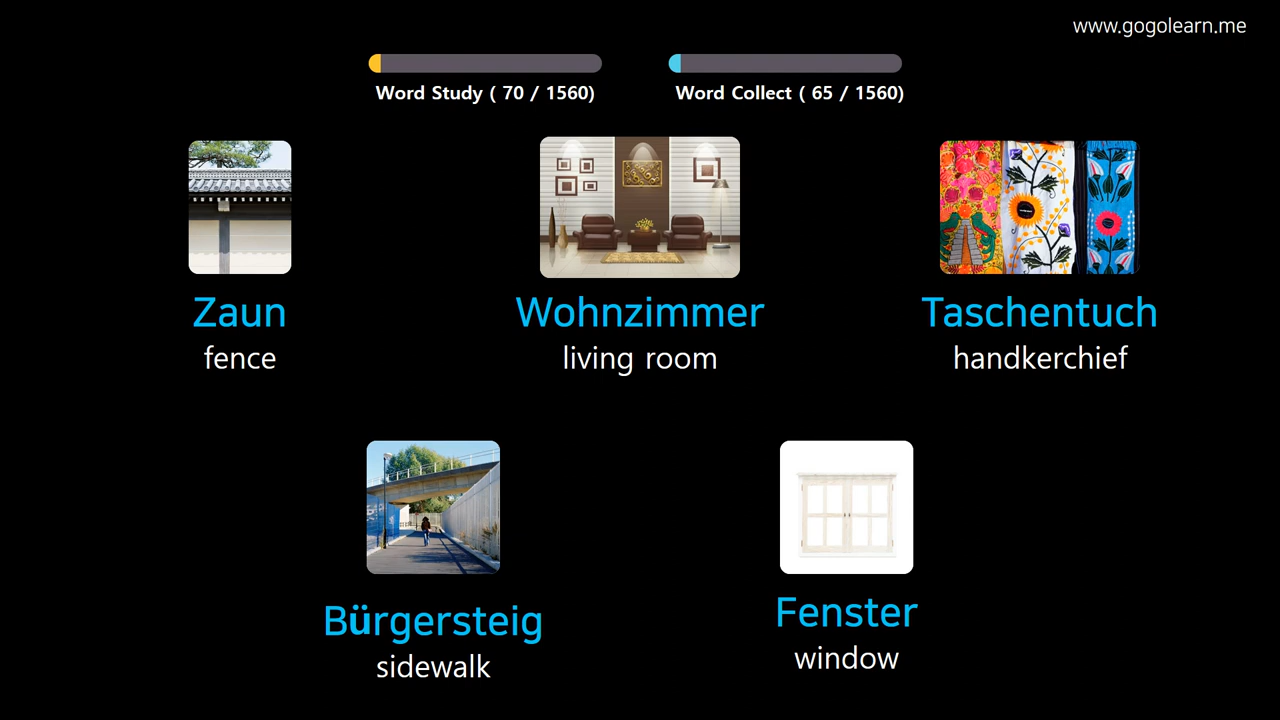 www.gogolearn.me
Word Study ( 70 / 1560)
Word Collect ( 65 / 1560)
Zaun
fence
Wohnzimmer
living room
Taschentuch
handkerchief
Bürgersteig
sidewalk
Fenster
window